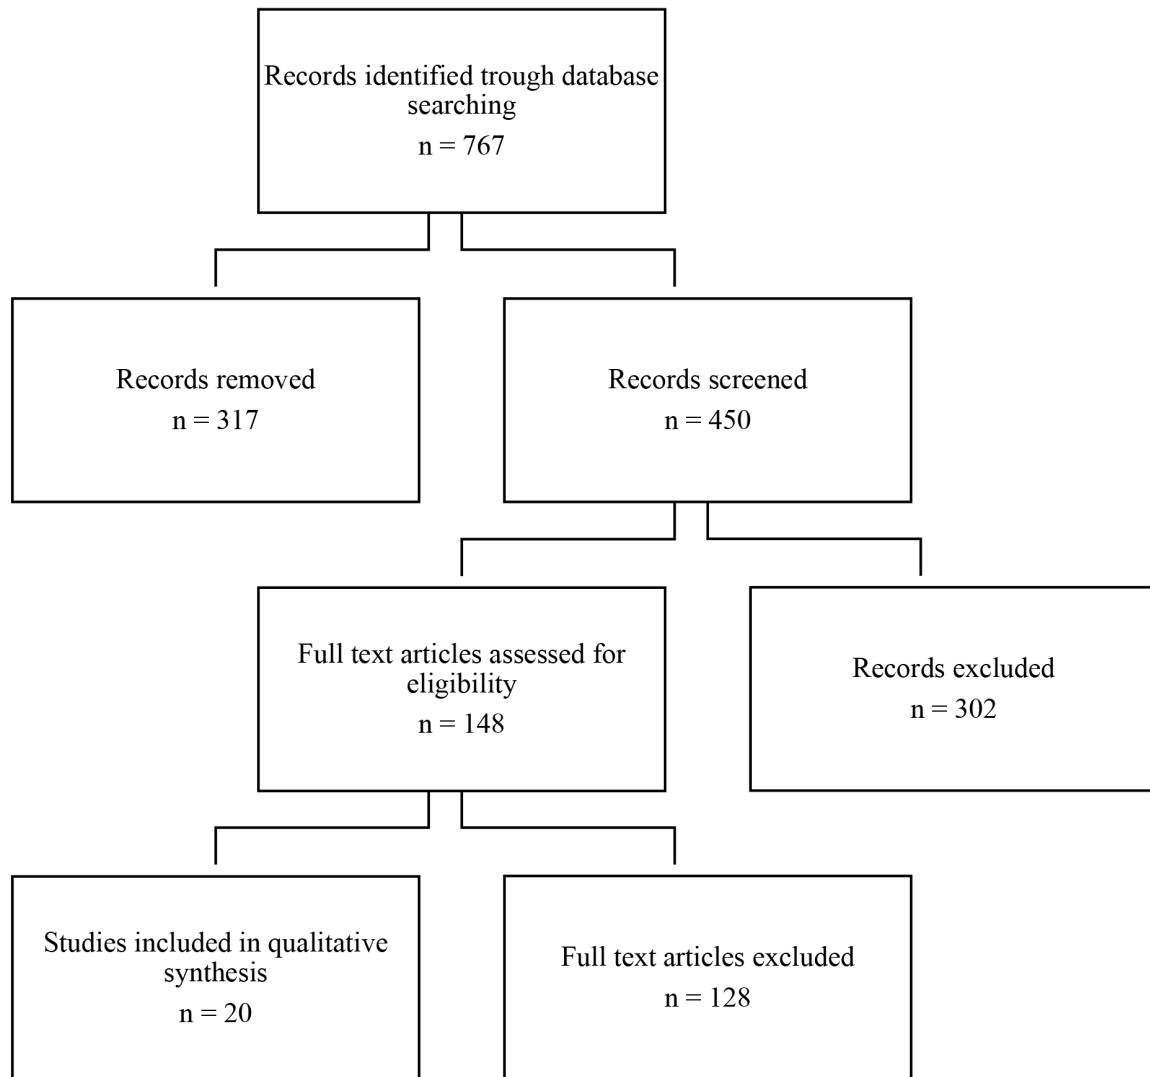 Records identified trough database
searching
n = 767
Records removed
n = 317
Records screened
n = 450
Full text articles assessed for
eligibility
n = 148
Records excluded
n = 302
Studies included in qualitative
synthesis
n = 20
Full text articles excluded
n = 128